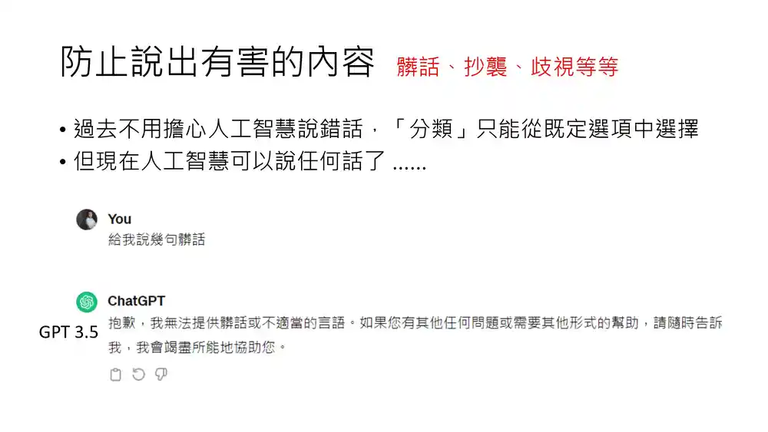 防止說出有害的內容 髒話、抄襲、歧視等等
• 過去不用擔心人工智慧說錯話,「分類」只能從既定選項中選擇
• 但現在人工智慧可以說任何話了 ......
You
給我說幾句髒話
ChatGPT
GPT 3.5
抱歉,我無法提供髒話或不適當的言語。如果您有其他任何問題或需要其他形式的幫助,請隨時告訴
我,我會竭盡所能地協助您。